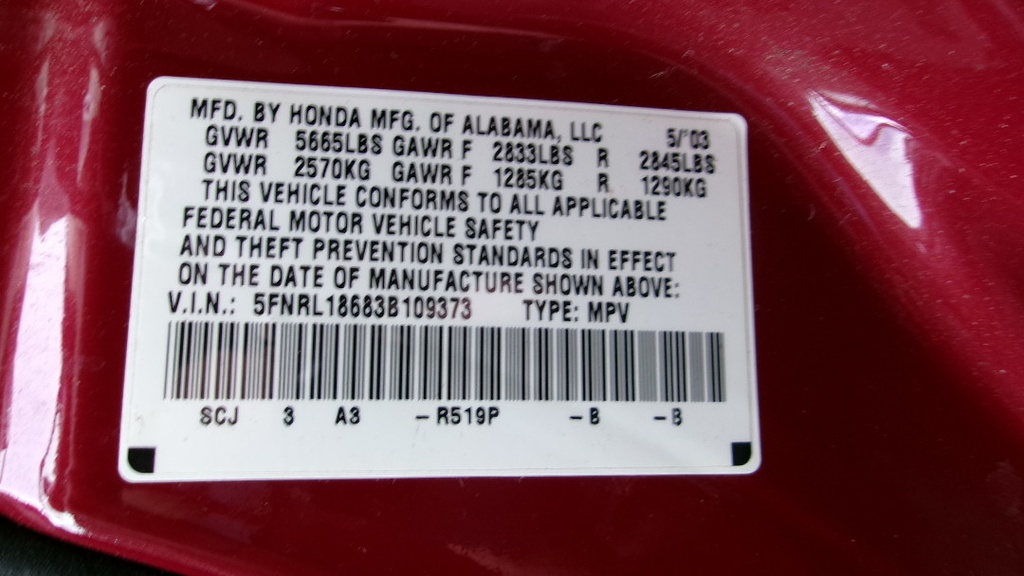 MFD. BY HONDA MFG. OF ALABAMA, LLC 5/'03
GVWR 5665LBS GAWR F 2833LBS R 2845LBS
GVWR 2570KG GAWR F 1285KG R 1290KG
THIS VEHICLE CONFORMS TO ALL APPLICABLE
FEDERAL MOTOR VEHICLE SAFETY
AND THEFT PREVENTION STANDARDS IN EFFECT
ON THE DATE OF MANUFACTURE SHOWN ABOVE:
V.I.N.: 5FNRL18683B109373 TYPE: MPV
SCJ 3 A3 -R519P -B -B